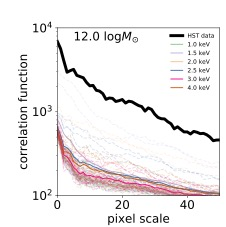 10⁴
12.0 logM⊙
HST data
1.0 keV
1.5 keV
2.0 keV
2.5 keV
3.0 keV
4.0 keV
correlation function
10³
10²
0 20 40
pixel scale